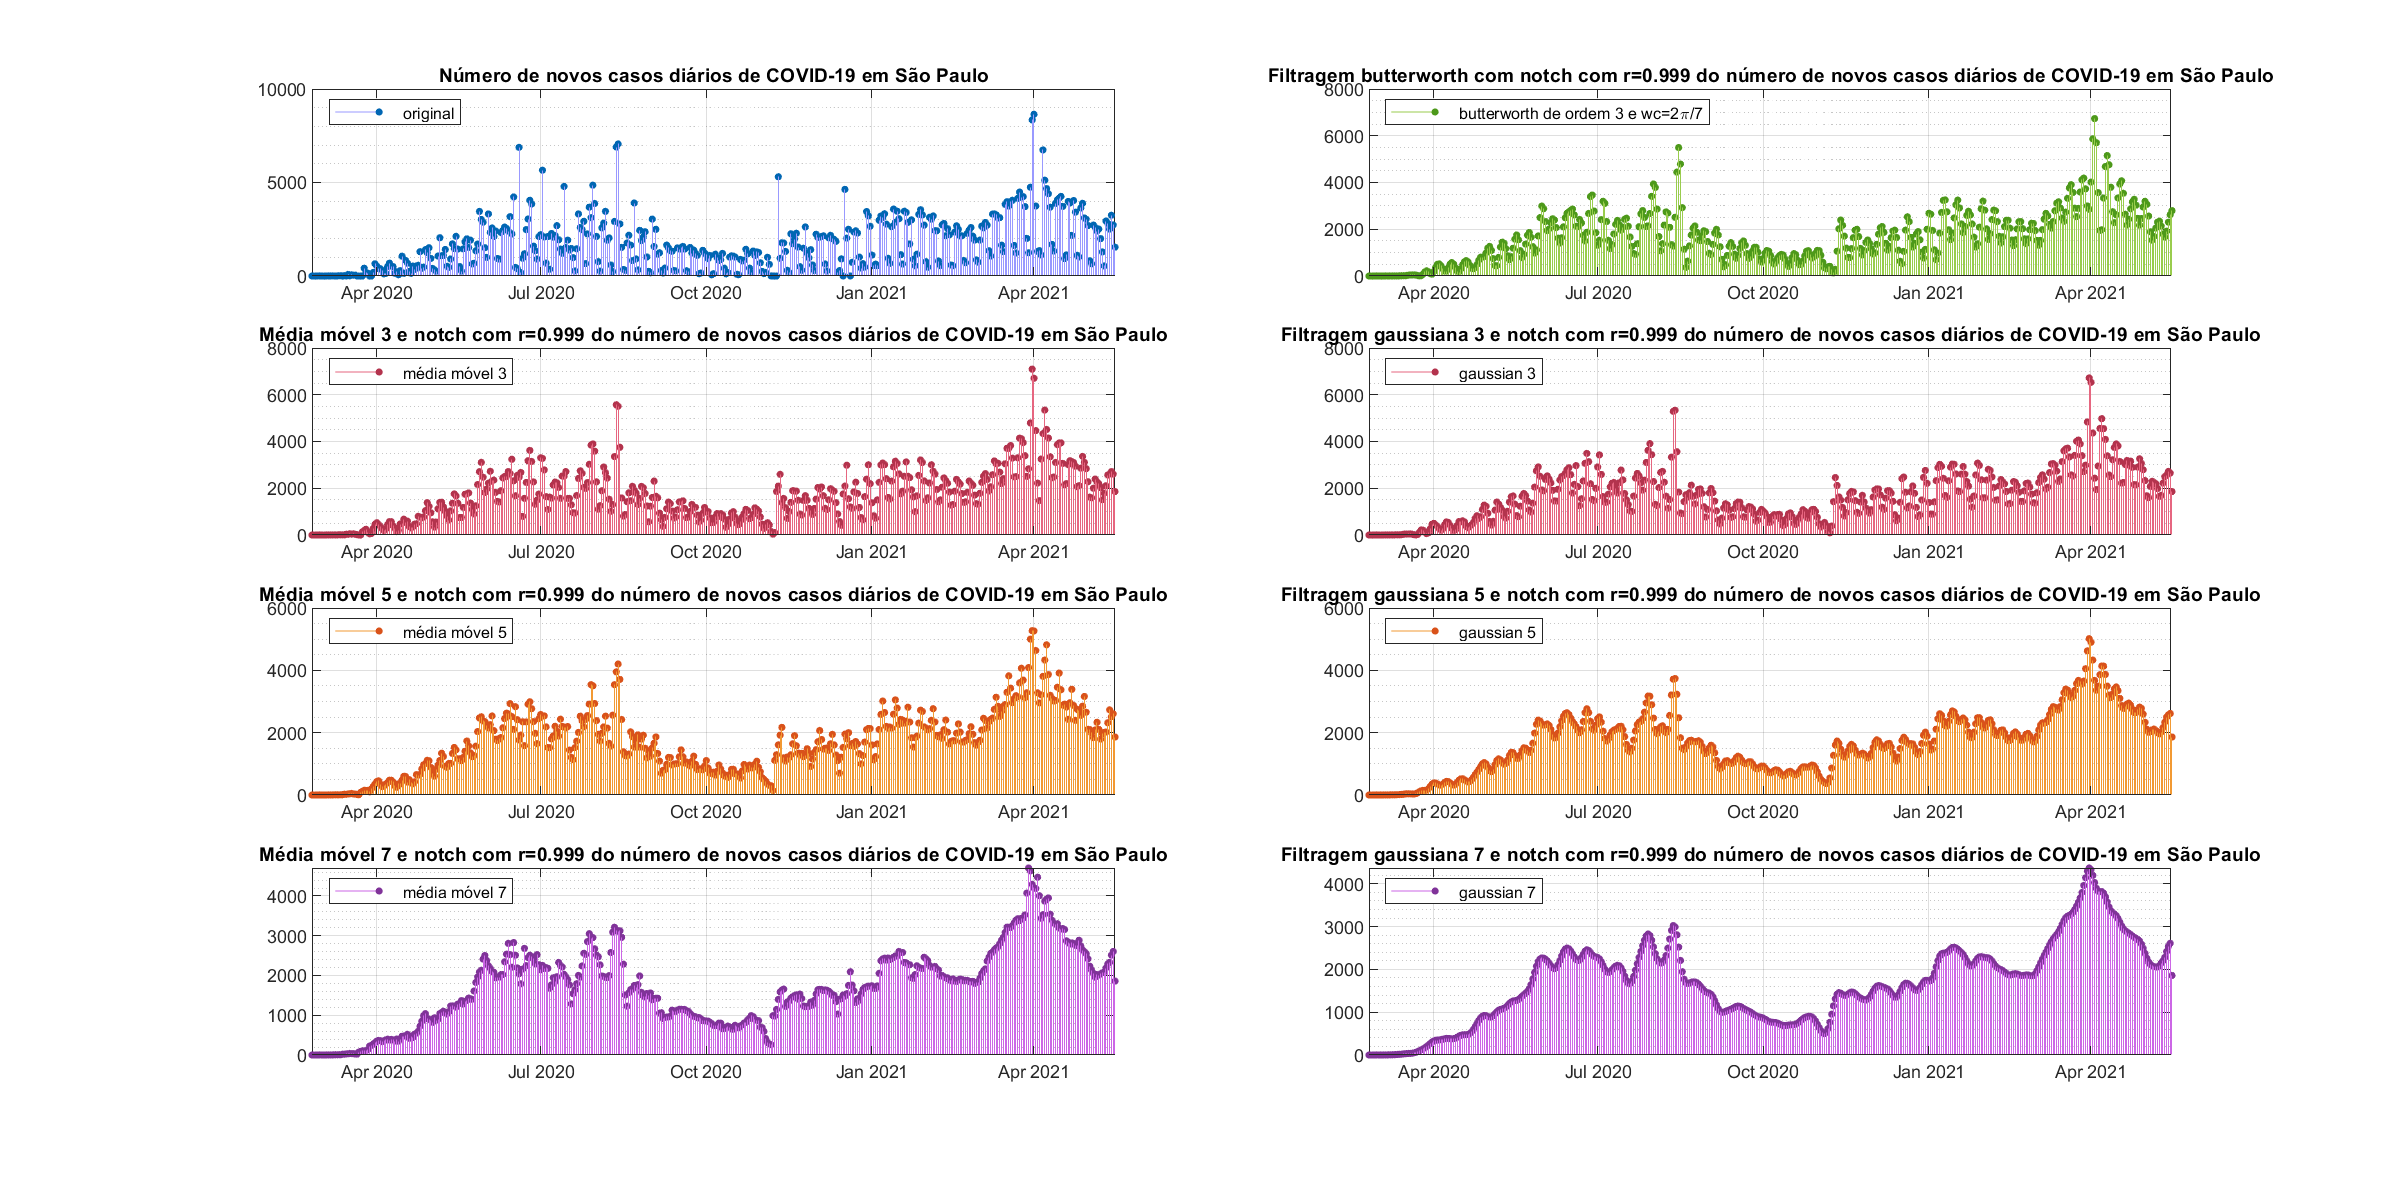 Número de novos casos diários de COVID-19 em São Paulo
10000
5000
0
original
Apr 2020 Jul 2020 Oct 2020 Jan 2021 Apr 2021
Filtragem butterworth com notch com r=0.999 do número de novos casos diários de COVID-19 em São Paulo
8000
6000
4000
2000
0
butterworth de ordem 3 e wc=2π/7
Apr 2020 Jul 2020 Oct 2020 Jan 2021 Apr 2021
Média móvel 3 e notch com r=0.999 do número de novos casos diários de COVID-19 em São Paulo
8000
6000
4000
2000
0
média móvel 3
Apr 2020 Jul 2020 Oct 2020 Jan 2021 Apr 2021
Filtragem gaussiana 3 e notch com r=0.999 do número de novos casos diários de COVID-19 em São Paulo
8000
6000
4000
2000
0
gaussian 3
Apr 2020 Jul 2020 Oct 2020 Jan 2021 Apr 2021
Média móvel 5 e notch com r=0.999 do número de novos casos diários de COVID-19 em São Paulo
6000
4000
2000
0
média móvel 5
Apr 2020 Jul 2020 Oct 2020 Jan 2021 Apr 2021
Filtragem gaussiana 5 e notch com r=0.999 do número de novos casos diários de COVID-19 em São Paulo
6000
4000
2000
0
gaussian 5
Apr 2020 Jul 2020 Oct 2020 Jan 2021 Apr 2021
Média móvel 7 e notch com r=0.999 do número de novos casos diários de COVID-19 em São Paulo
4000
3000
2000
1000
0
média móvel 7
Apr 2020 Jul 2020 Oct 2020 Jan 2021 Apr 2021
Filtragem gaussiana 7 e notch com r=0.999 do número de novos casos diários de COVID-19 em São Paulo
4000
3000
2000
1000
0
gaussian 7
Apr 2020 Jul 2020 Oct 2020 Jan 2021 Apr 2021